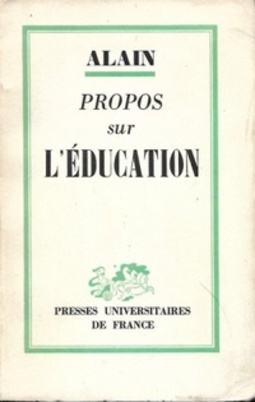 ALAIN
PROPOS
sur
L'ÉDUCATION
PRESSES UNIVERSITAIRES
DE FRANCE